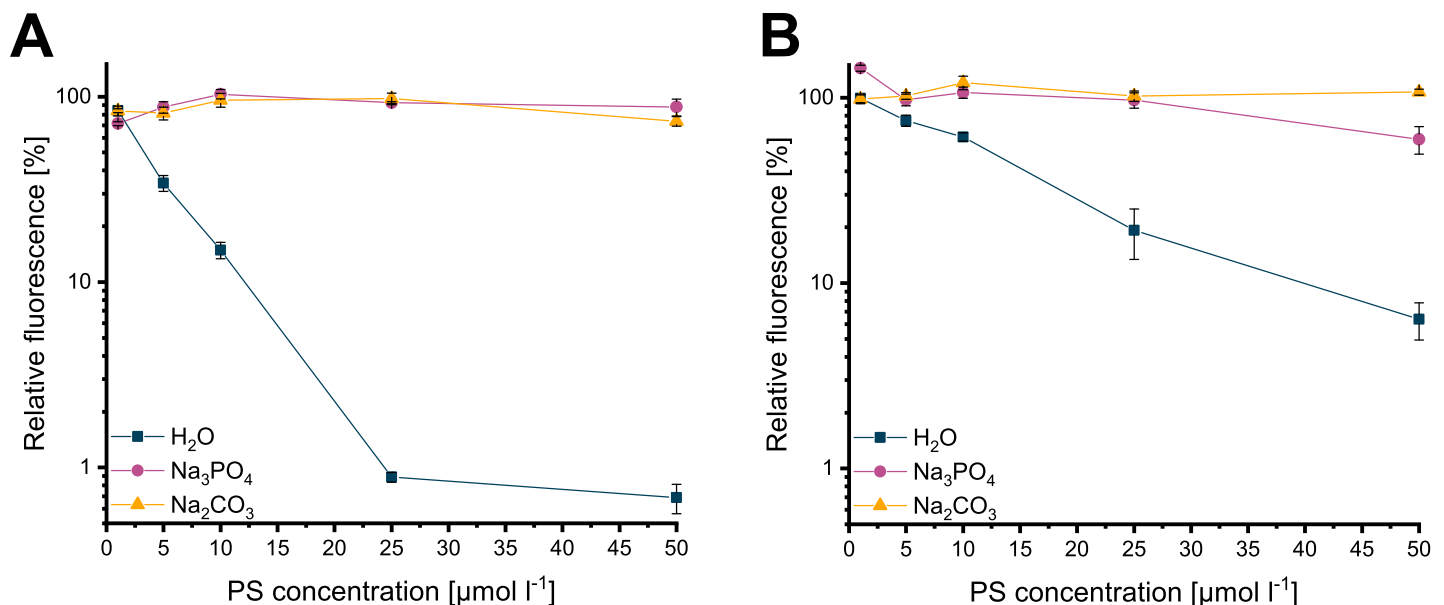 A
Relative fluorescence [%]
100
10
1
H₂O
Na₃PO₄
Na₂CO₃
0 5 10 15 20 25 30 35 40 45 50
PS concentration [µmol l⁻¹]
B
Relative fluorescence [%]
100
10
1
H₂O
Na₃PO₄
Na₂CO₃
0 5 10 15 20 25 30 35 40 45 50
PS concentration [µmol l⁻¹]